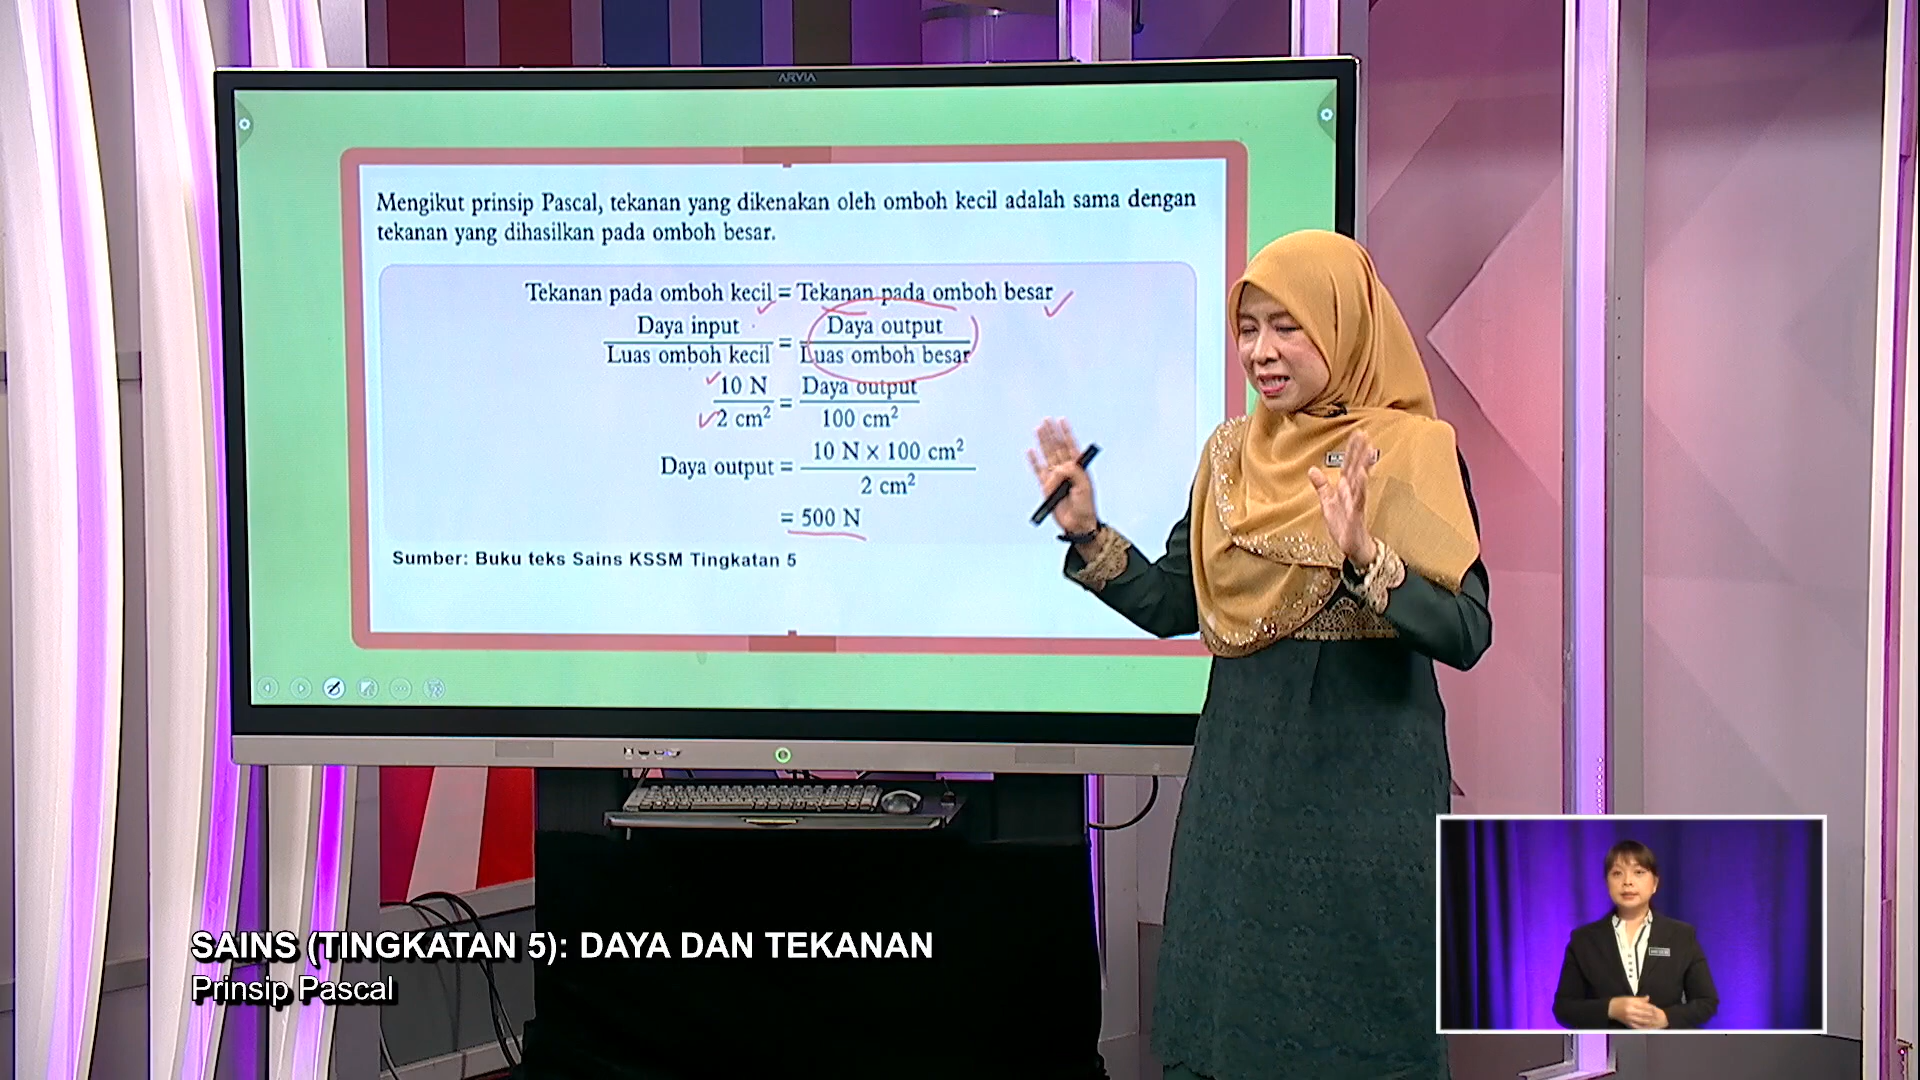 ARVIA
Mengikut prinsip Pascal, tekanan yang dikenakan oleh omboh kecil adalah sama dengan
tekanan yang dihasilkan pada omboh besar.
Tekanan pada omboh kecil = Tekanan pada omboh besar
Daya input / Luas omboh kecil = Daya output / Luas omboh besar
10 N / 2 cm² = Daya output / 100 cm²
Daya output = 10 N × 100 cm² / 2 cm²
= 500 N
Sumber: Buku teks Sains KSSM Tingkatan 5
SAINS (TINGKATAN 5): DAYA DAN TEKANAN
Prinsip Pascal